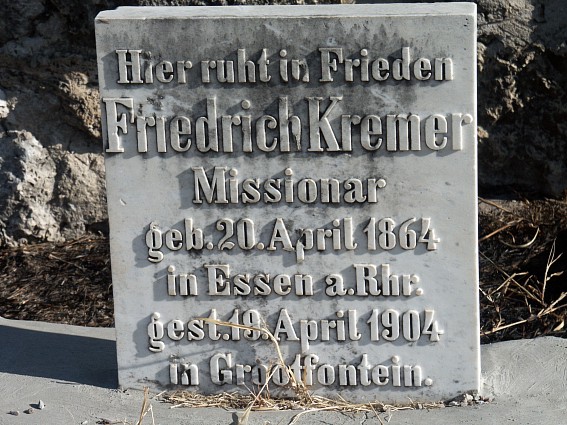 Hier ruht in Frieden
Friedrich Kremer
Missionar
geb. 20. April 1864
in Essen a. Rhr.
gest. 19. April 1904
in Grootfontein.